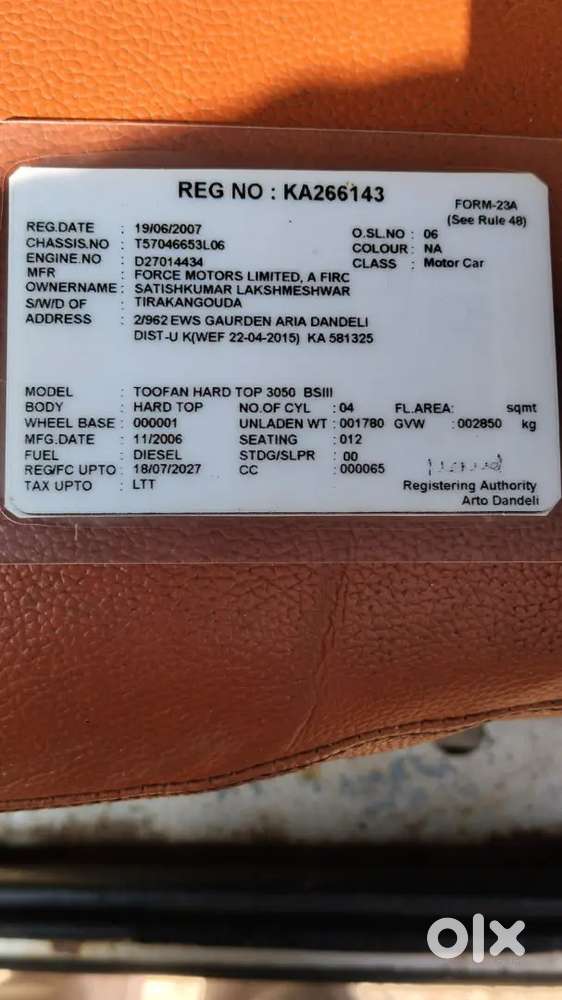 REG NO : KA266143
FORM-23A
(See Rule 48)
REG.DATE : 19/06/2007 O.SL.NO : 06
CHASSIS.NO : T57046653L06 COLOUR : NA
ENGINE.NO : D27014434 CLASS : Motor Car
MFR : FORCE MOTORS LIMITED, A FIRC
OWNERNAME : SATISHKUMAR LAKSHMESHWAR
S/W/D OF : TIRAKANGOUDA
ADDRESS : 2/962 EWS GAURDEN ARIA DANDELI
DIST-U K(WEF 22-04-2015) KA 581325
MODEL : TOOFAN HARD TOP 3050 BSIII
BODY : HARD TOP NO.OF CYL : 04 FL.AREA: sqmt
WHEEL BASE : 000001 UNLADEN WT : 001780 GVW : 002850 kg
MFG.DATE : 11/2006 SEATING : 012
FUEL : DIESEL STDG/SLPR : 00
REG/FC UPTO : 18/07/2027 CC : 000065
TAX UPTO : LTT
Registering Authority
Arto Dandeli
olx